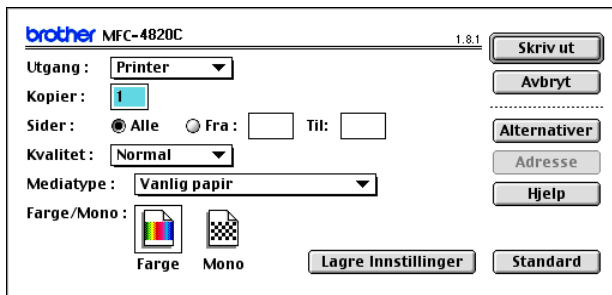 brother MFC-4820C 1.8.1
Skriv ut
Utgang : Printer
Avbryt
Kopier : 1
Sider : Alle Fra : Til:
Alternativer
Kvalitet : Normal
Adresse
Mediatype : Vanlig papir
Hjelp
Farge/Mono :
Farge Mono
Lagre Innstillinger
Standard